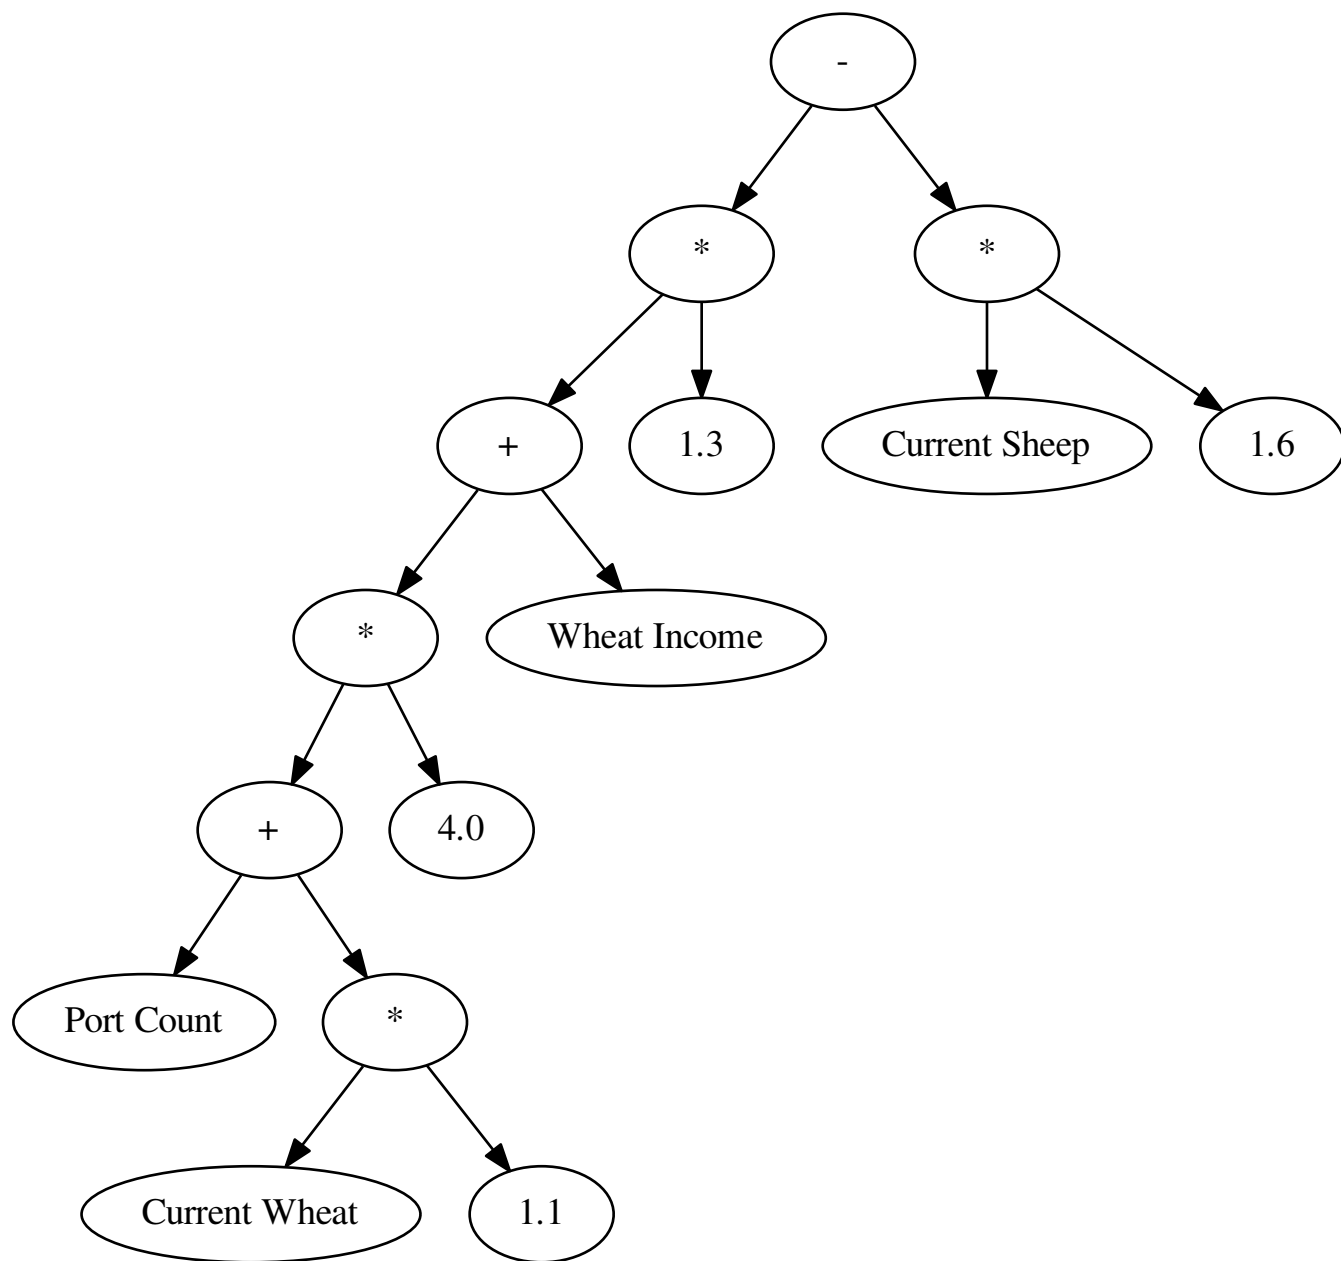 -
*
*
+
1.3
Current Sheep
1.6
*
Wheat Income
+
4.0
Port Count
*
Current Wheat
1.1